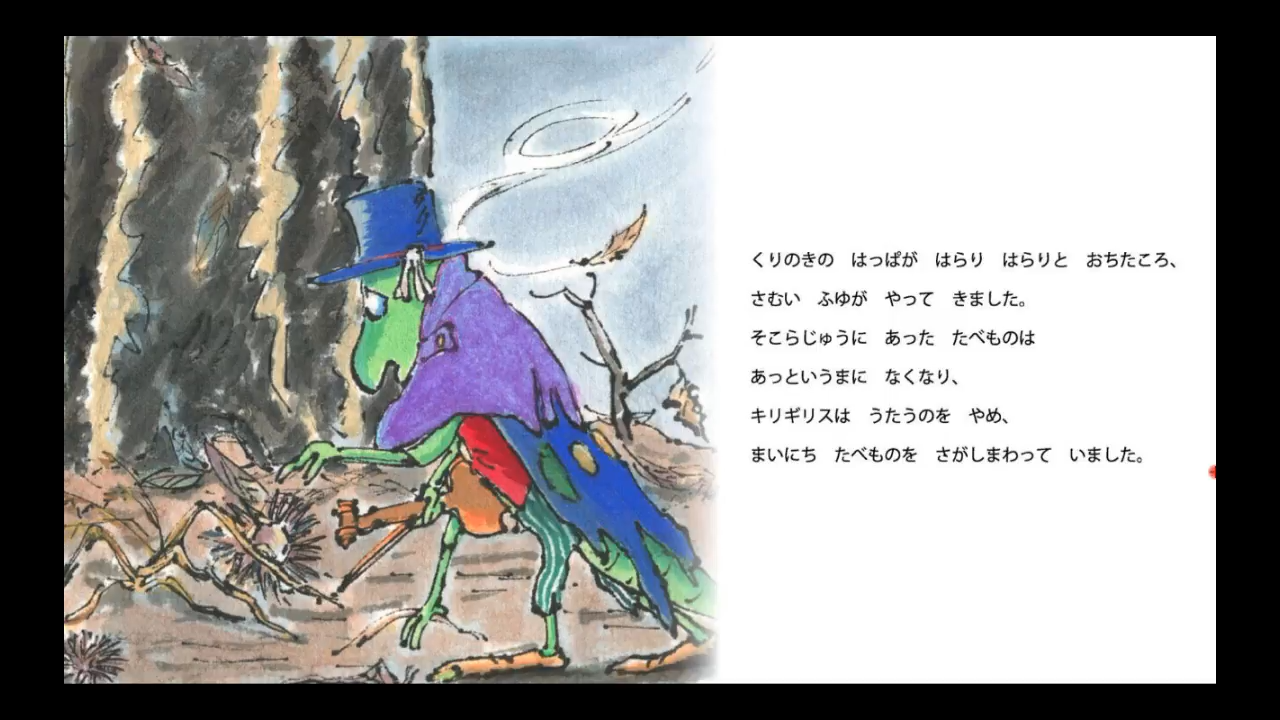 くりのきの　はっぱが　はらり　はらりと　おちたころ、
さむい　ふゆが　やって　きました。
そこらじゅうに　あった　たべものは
あっというまに　なくなり、
キリギリスは　うたうのを　やめ、
まいにち　たべものを　さがしまわって　いました。